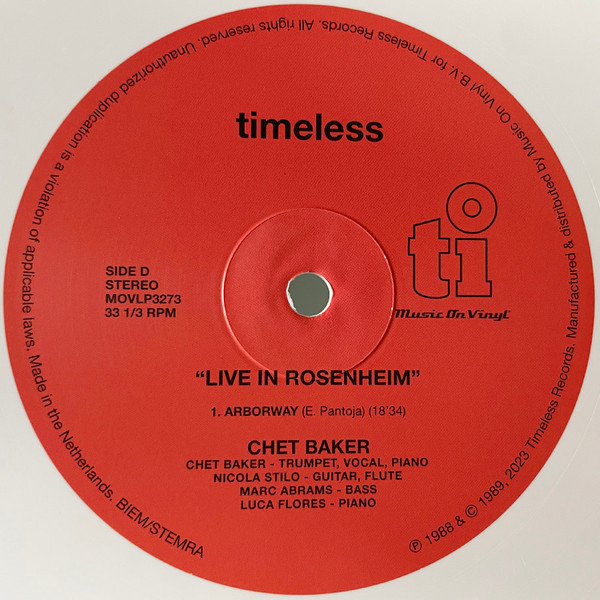 timeless
ti
Music On Vinyl
SIDE D
STEREO
MOVLP3273
33 1/3 RPM
“LIVE IN ROSENHEIM”
1. ARBORWAY (E. Pantoja) (18’34)
CHET BAKER
CHET BAKER - TRUMPET, VOCAL, PIANO
NICOLA STILO - GUITAR, FLUTE
MARC ABRAMS - BASS
LUCA FLORES - PIANO
℗ 1988 & © 1989, 2023 Timeless Records. Manufactured & distributed by Music On Vinyl B.V. for Timeless Records. All rights reserved. Unauthorized duplication is a violation of applicable laws. Made in the Netherlands. BIEM/STEMRA